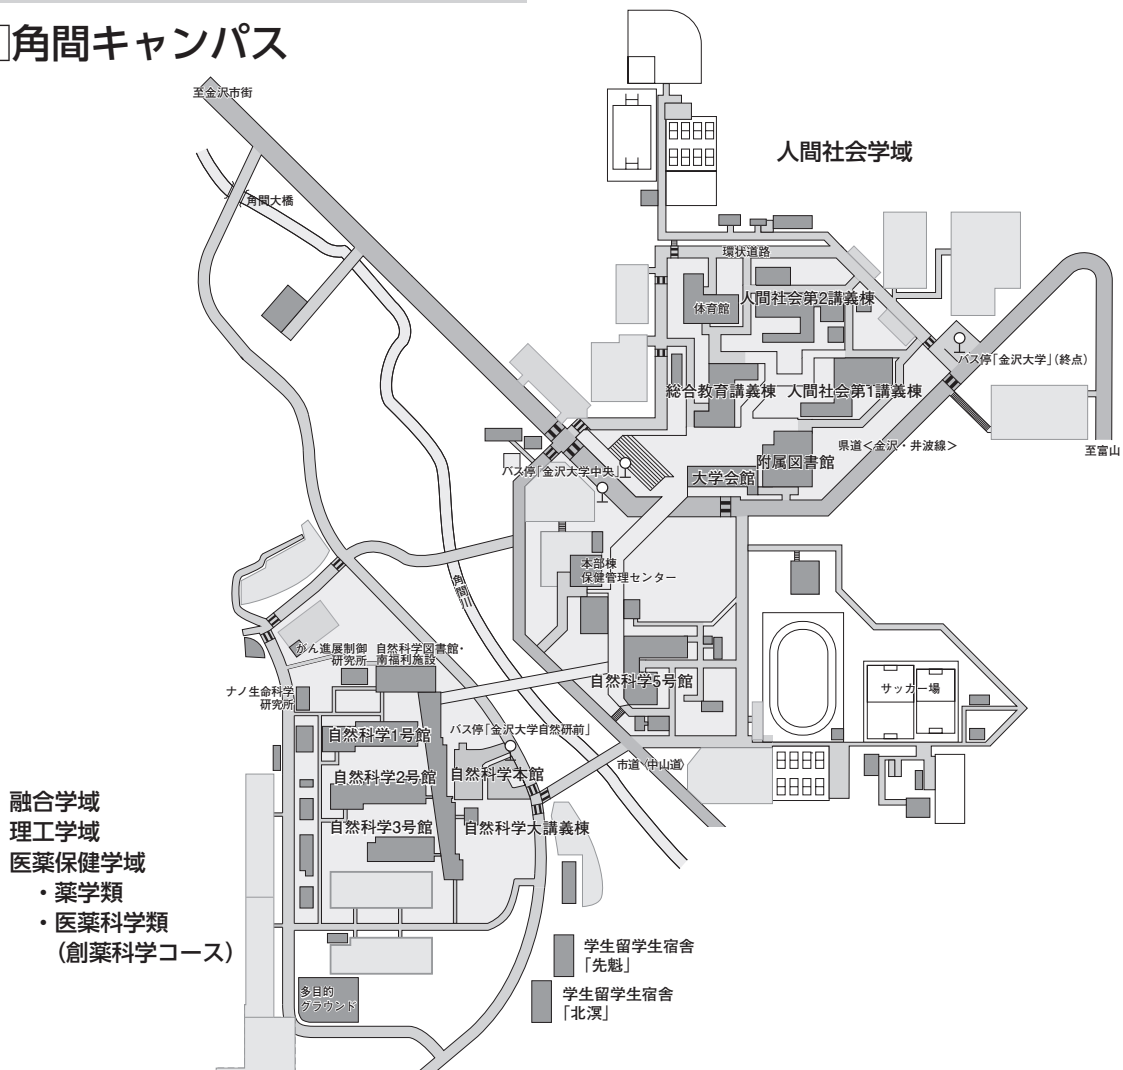 角間キャンパス
至金沢市街
人間社会学域
角間大橋
環状道路
体育館
人間社会第2講義棟
バス停「金沢大学」（終点）
総合教育講義棟
人間社会第1講義棟
県道＜金沢・井波線＞
至富山
附属図書館
大学会館
バス停「金沢大学中央」
本部棟
保健管理センター
角間川
がん進展制御
研究所
自然科学図書館・
南福利施設
自然科学5号館
サッカー場
ナノ生命科学
研究所
自然科学1号館
バス停「金沢大学自然研前」
市道〈中山道〉
自然科学2号館
自然科学本館
自然科学3号館
自然科学大講義棟
融合学域
理工学域
医薬保健学域
・薬学類
・医薬科学類
（創薬科学コース）
学生留学生宿舎
「先魁」
学生留学生宿舎
「北溟」
多目的
グラウンド